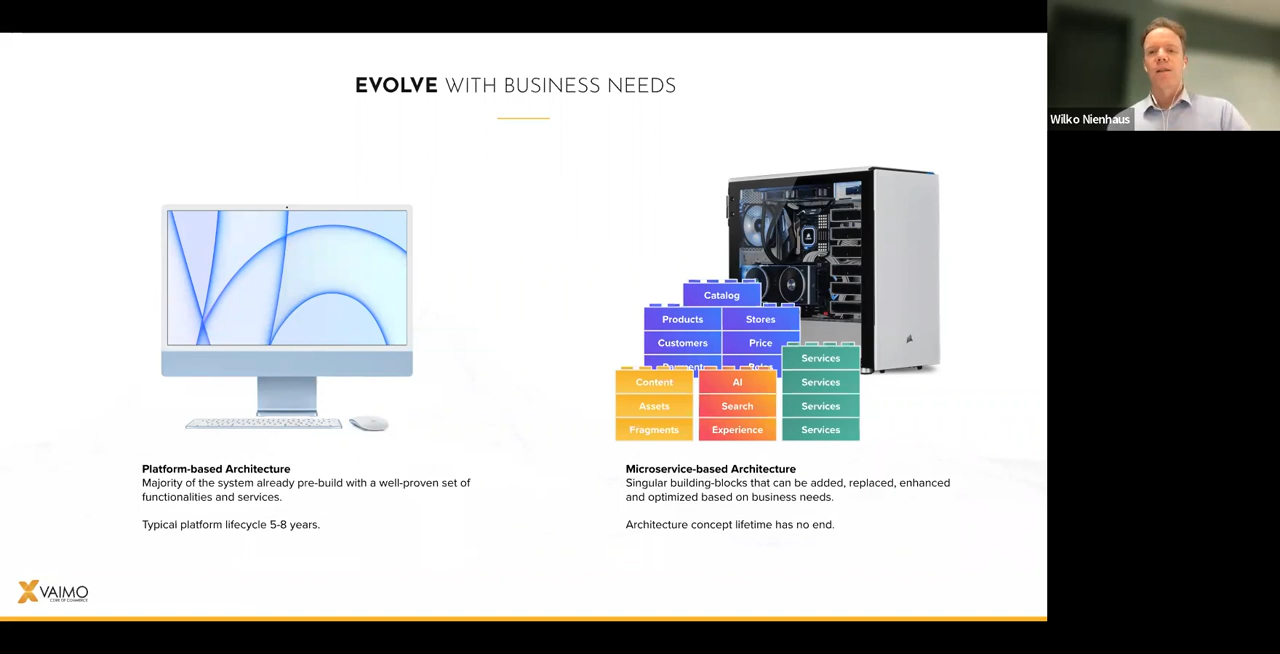 EVOLVE WITH BUSINESS NEEDS
Wilko Nienhaus
Catalog
Products Stores
Customers Price
Services
Content AI Services
Assets Search Services
Fragments Experience Services
Platform-based Architecture
Majority of the system already pre-build with a well-proven set of
functionalities and services.
Typical platform lifecycle 5-8 years.
Microservice-based Architecture
Singular building-blocks that can be added, replaced, enhanced
and optimized based on business needs.
Architecture concept lifetime has no end.
VAIMO